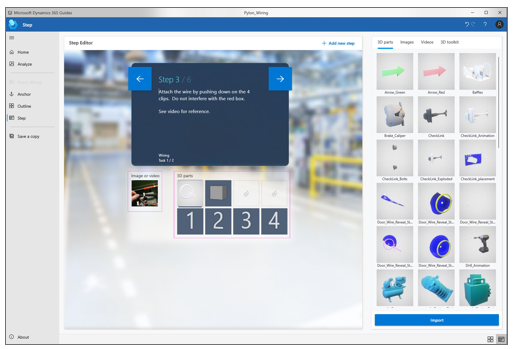 Microsoft Dynamics 365 Guides
Pylon_Wiring
Step
Home
Analyze
Anchor
Outline
Step
Save a copy
About
Step Editor
+ Add new step
Step 3 / 6
Attach the wire by pushing down on the 4
clips. Do not interfere with the red box.
See video for reference.
Wiring
Task 1 / 2
Image or video
3D parts
1 2 3 4
3D parts Images Videos 3D toolkit
Arrow_Green Arrow_Red Baffles
Brake_Caliper CheckLink CheckLink_Animation
CheckLink_Bolts CheckLink_Exploded CheckLink_placement
Door_Wire_Reveal_St... Door_Wire_Reveal_St... Door_Wire_Reveal_St...
Door_Wire_Reveal_St... Door_Wire_Reveal_St... Drill_Animation
Import